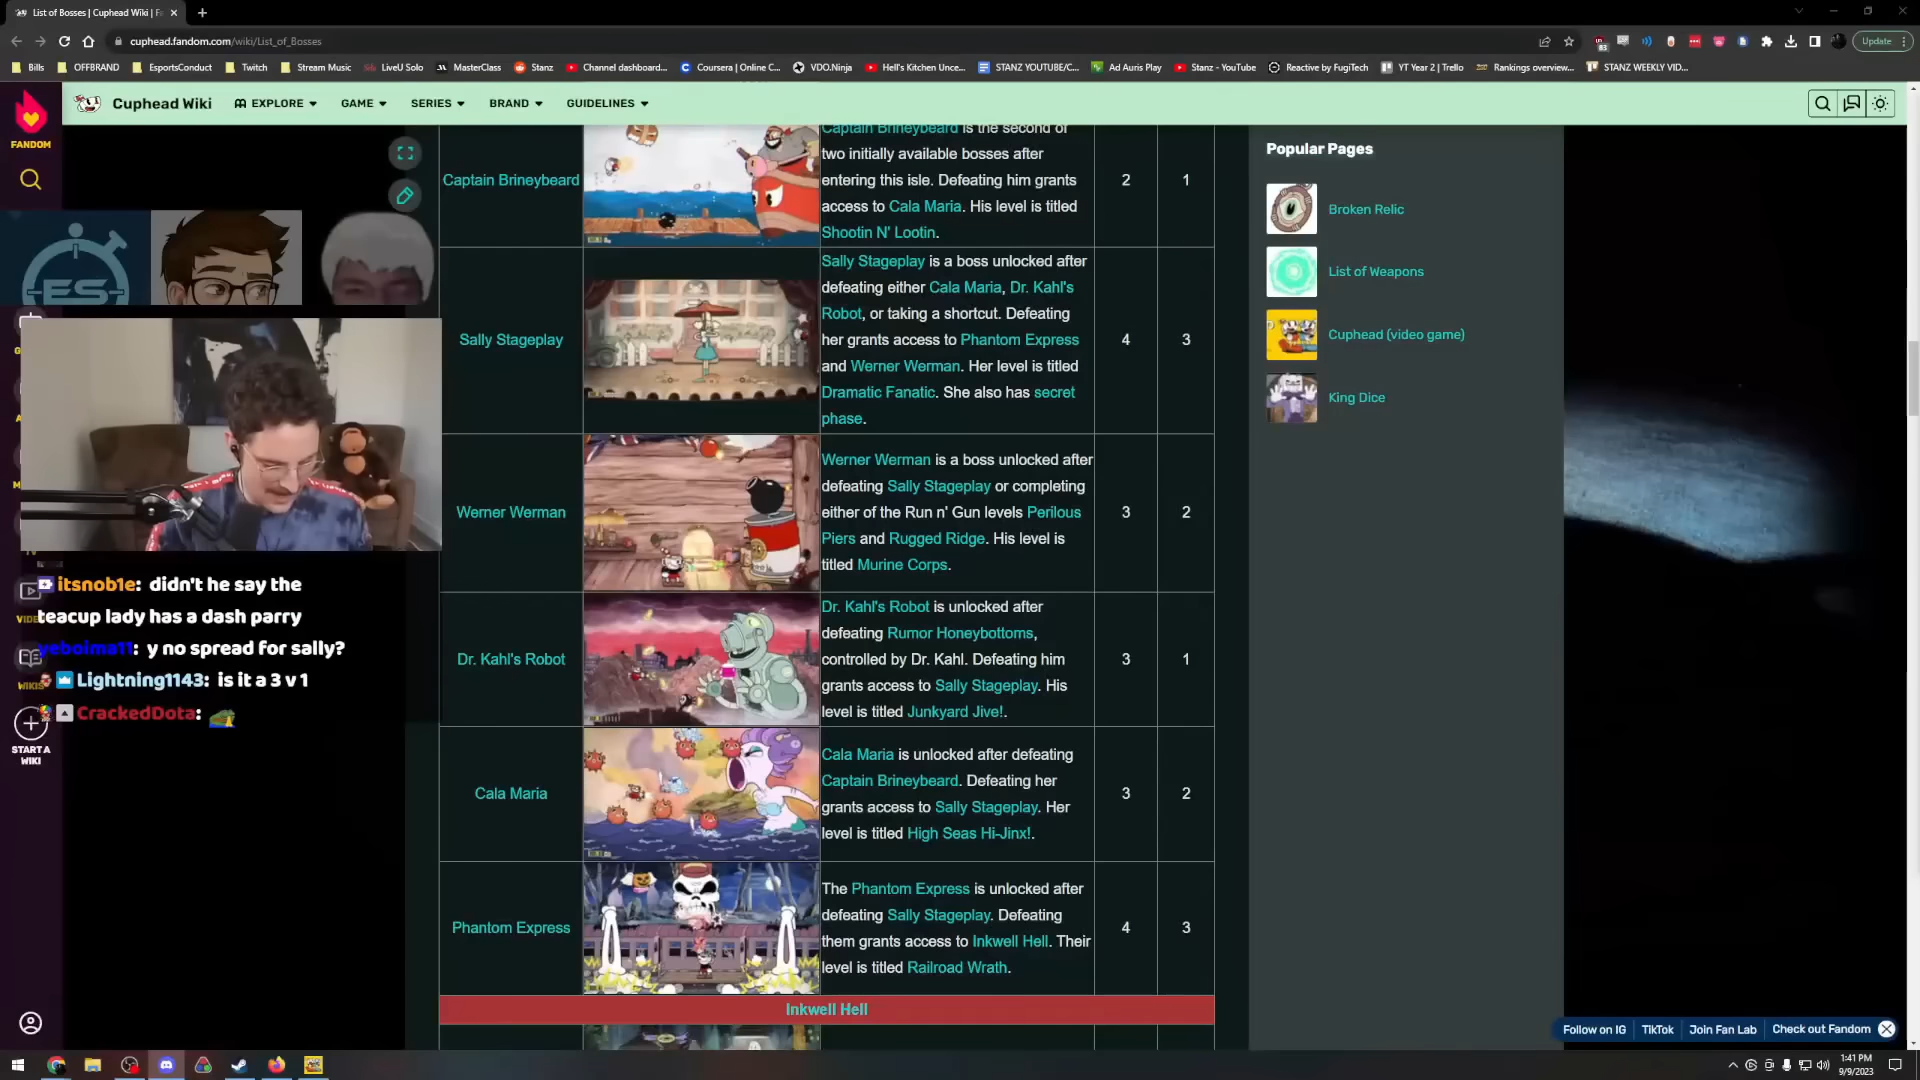 List of Bosses | Cuphead Wiki | Fa
cuphead.fandom.com/wiki/List_of_Bosses
Update
Bills
OFFBRAND
EsportsConduct
Twitch
Stream Music
LiveU Solo
MasterClass
Stanz
Channel dashboard...
Coursera | Online C...
VDO.Ninja
Hell's Kitchen Unce...
STANZ YOUTUBE/C...
Ad Auris Play
Stanz - YouTube
Reactive by FugiTech
YT Year 2 | Trello
Rankings overview...
STANZ WEEKLY VID...
FANDOM
Cuphead Wiki
EXPLORE
GAME
SERIES
BRAND
GUIDELINES
Captain Brineybeard
Captain Brineybeard is the second of
two initially available bosses after
entering this isle. Defeating him grants
access to Cala Maria. His level is titled
Shootin N' Lootin.
2
1
Sally Stageplay
Sally Stageplay is a boss unlocked after
defeating either Cala Maria, Dr. Kahl's
Robot, or taking a shortcut. Defeating
her grants access to Phantom Express
and Werner Werman. Her level is titled
Dramatic Fanatic. She also has secret
phase.
4
3
Werner Werman
Werner Werman is a boss unlocked after
defeating Sally Stageplay or completing
either of the Run n' Gun levels Perilous
Piers and Rugged Ridge. His level is
titled Murine Corps.
3
2
Dr. Kahl's Robot
Dr. Kahl's Robot is unlocked after
defeating Rumor Honeybottoms,
controlled by Dr. Kahl. Defeating him
grants access to Sally Stageplay. His
level is titled Junkyard Jive!.
3
1
Cala Maria
Cala Maria is unlocked after defeating
Captain Brineybeard. Defeating her
grants access to Sally Stageplay. Her
level is titled High Seas Hi-Jinx!.
3
2
Phantom Express
The Phantom Express is unlocked after
defeating Sally Stageplay. Defeating
them grants access to Inkwell Hell. Their
level is titled Railroad Wrath.
4
3
Inkwell Hell
Popular Pages
Broken Relic
List of Weapons
Cuphead (video game)
King Dice
ES
itsnob1e: didn't he say the
teacup lady has a dash parry
yeboima11: y no spread for sally?
Lightning1143: is it a 3 v 1
CrackedDota:
VIDE
WIKIS
START A
WIKI
Follow on IG
TikTok
Join Fan Lab
Check out Fandom
1:41 PM
9/9/2023